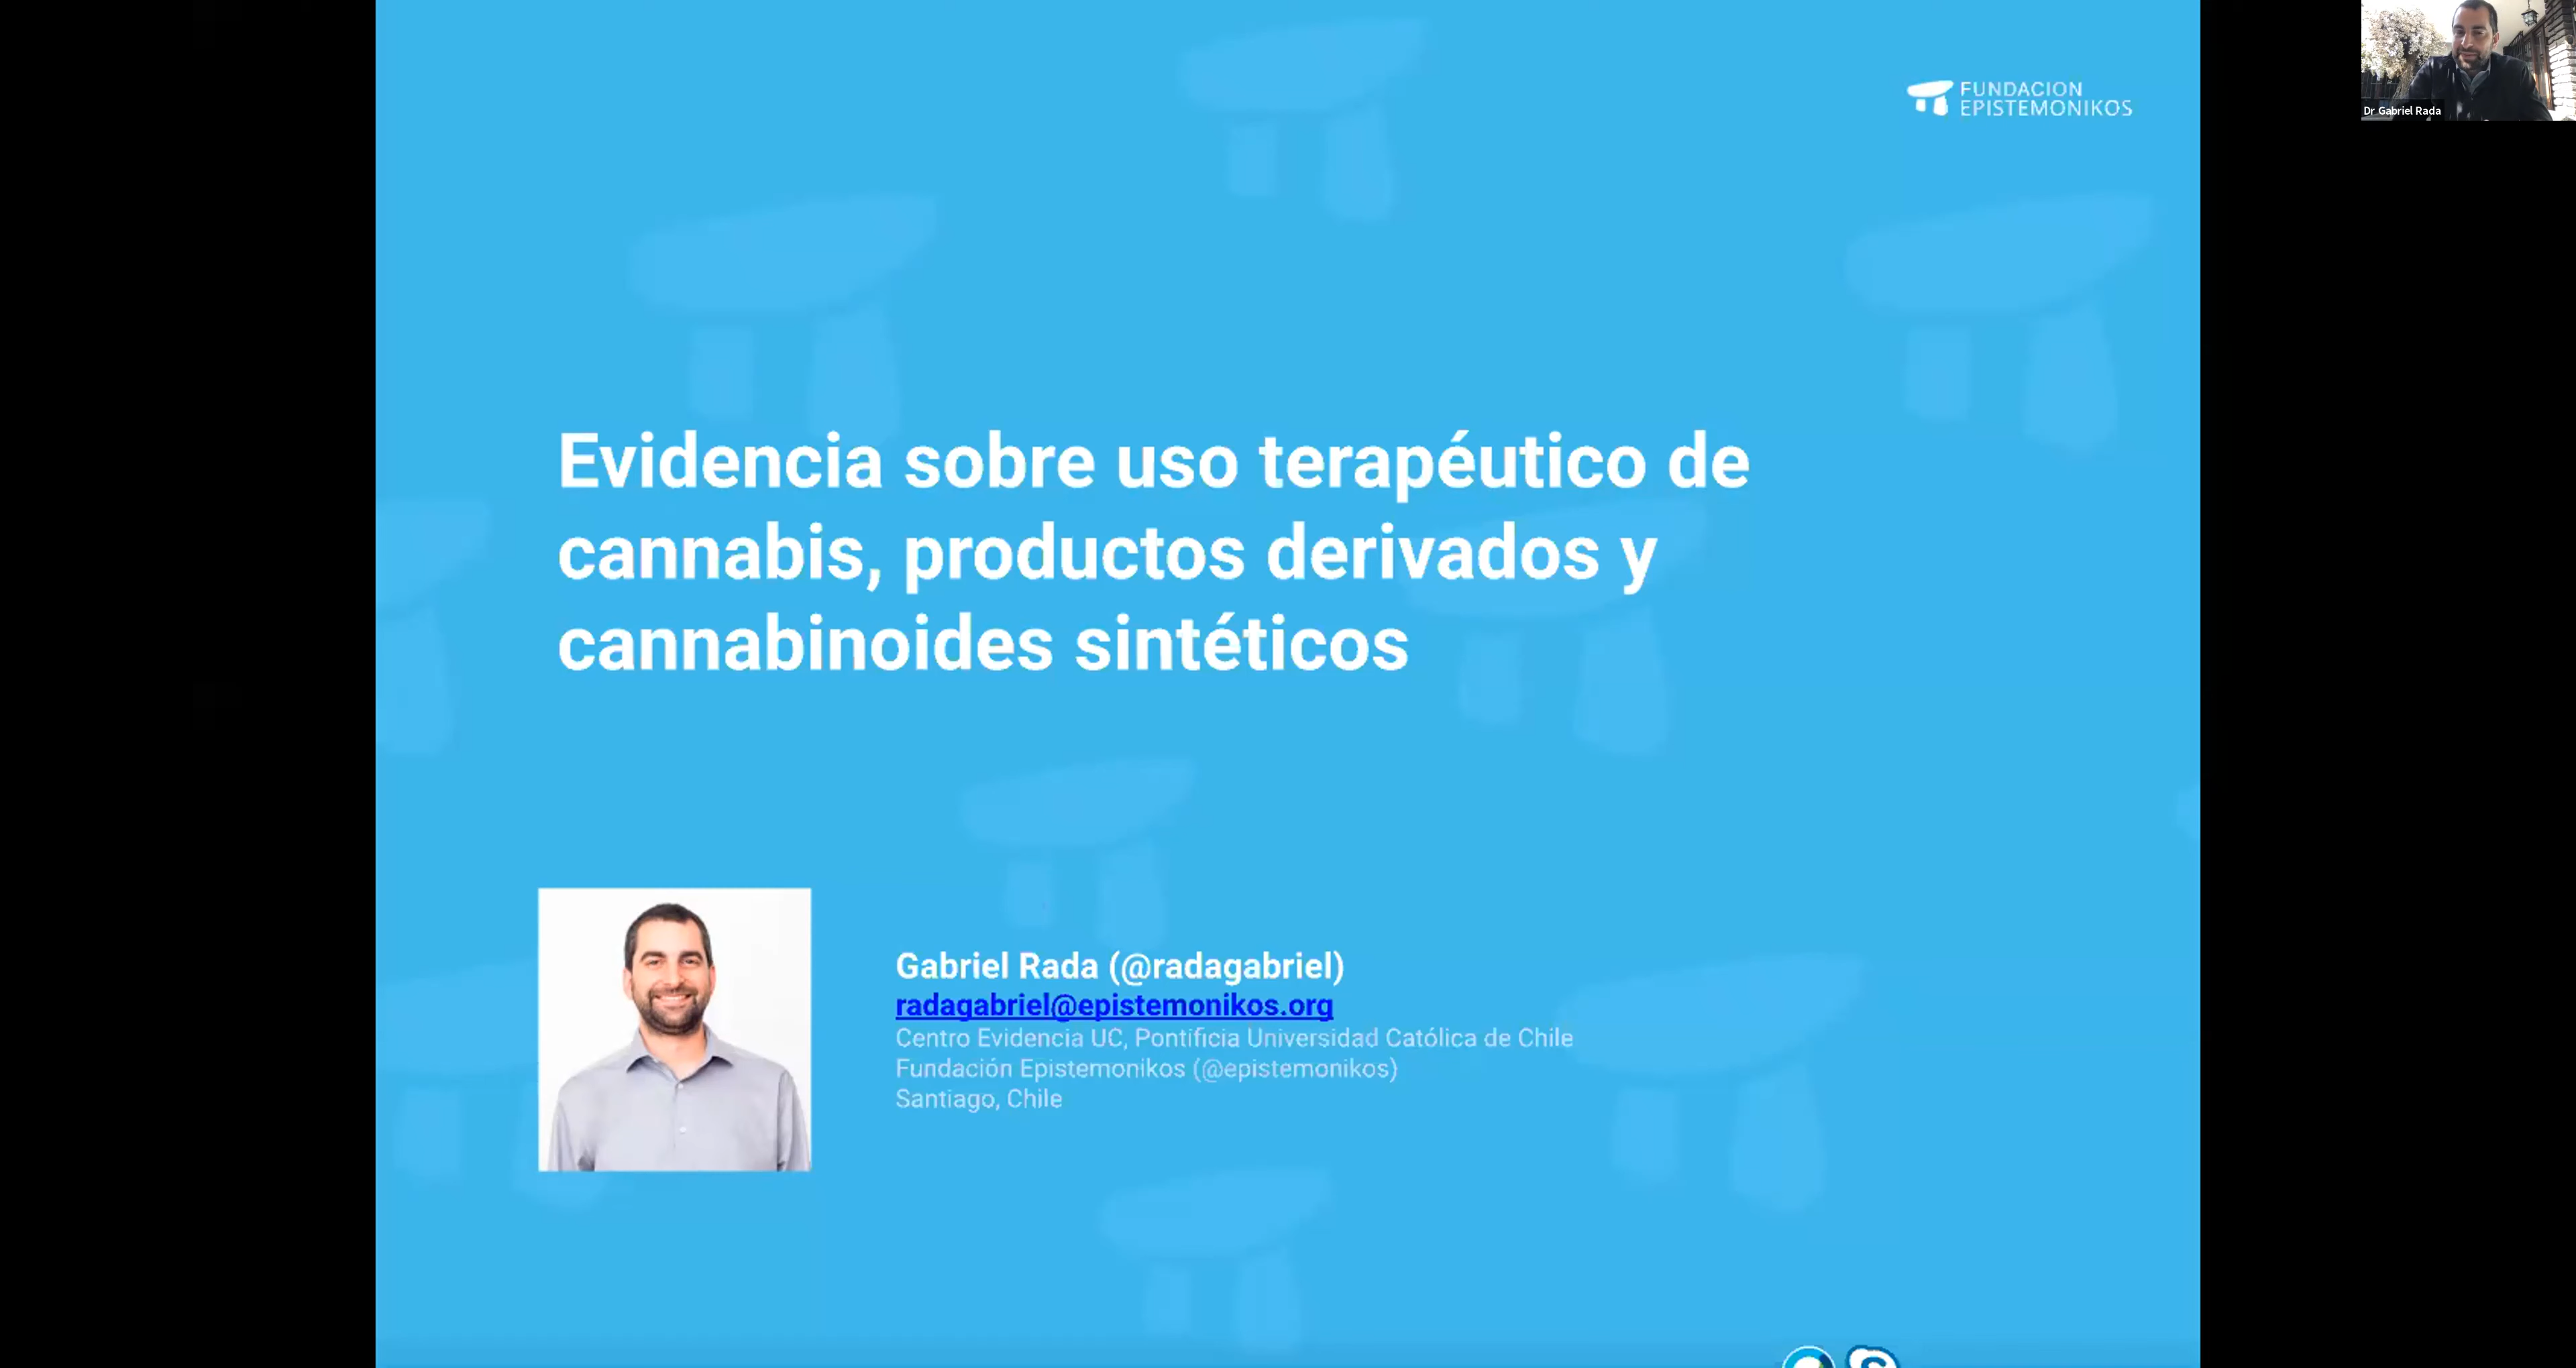 FUNDACION
EPISTEMONIKOS
Dr Gabriel Rada
Evidencia sobre uso terapéutico de
cannabis, productos derivados y
cannabinoides sintéticos
Gabriel Rada (@radagabriel)
radagabriel@epistemonikos.org
Centro Evidencia UC, Pontificia Universidad Católica de Chile
Fundación Epistemonikos (@epistemonikos)
Santiago, Chile